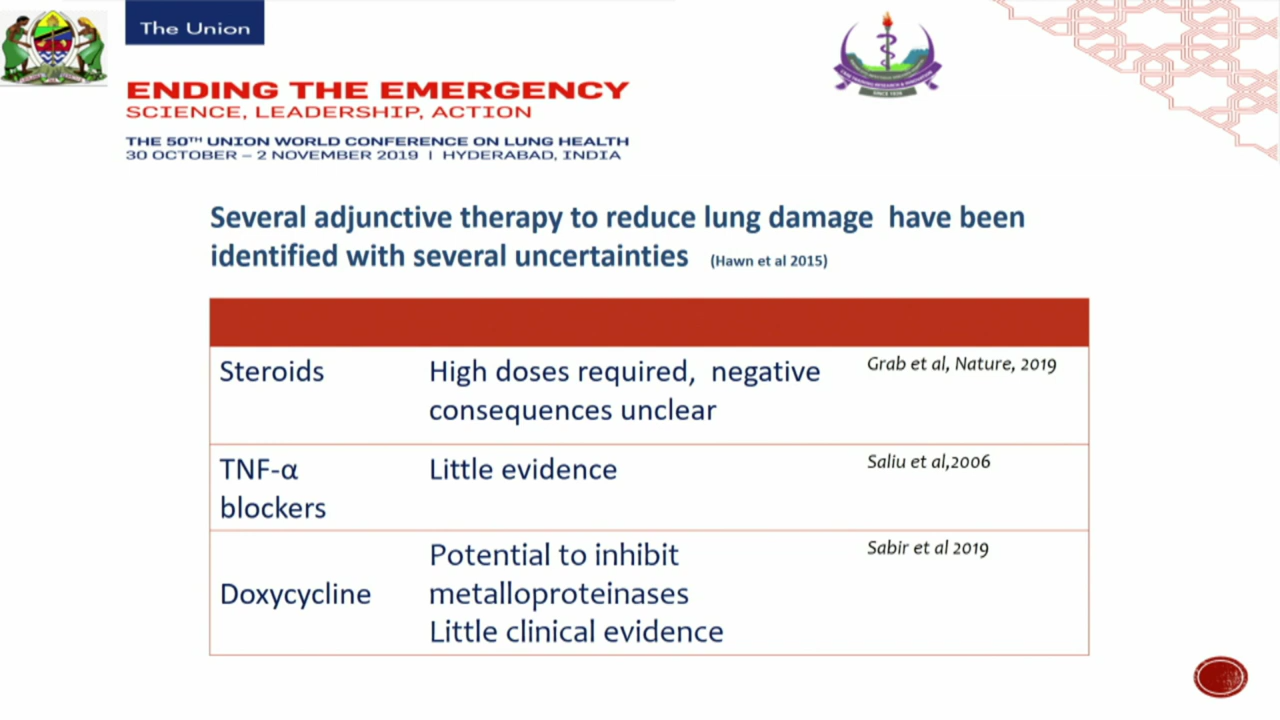 The Union
ENDING THE EMERGENCY
SCIENCE, LEADERSHIP, ACTION
THE 50TH UNION WORLD CONFERENCE ON LUNG HEALTH
30 OCTOBER – 2 NOVEMBER 2019 | HYDERABAD, INDIA
Several adjunctive therapy to reduce lung damage have been
identified with several uncertainties (Hawn et al 2015)
Steroids
High doses required, negative
consequences unclear
Grab et al, Nature, 2019
TNF-α
blockers
Little evidence
Saliu et al,2006
Doxycycline
Potential to inhibit
metalloproteinases
Little clinical evidence
Sabir et al 2019